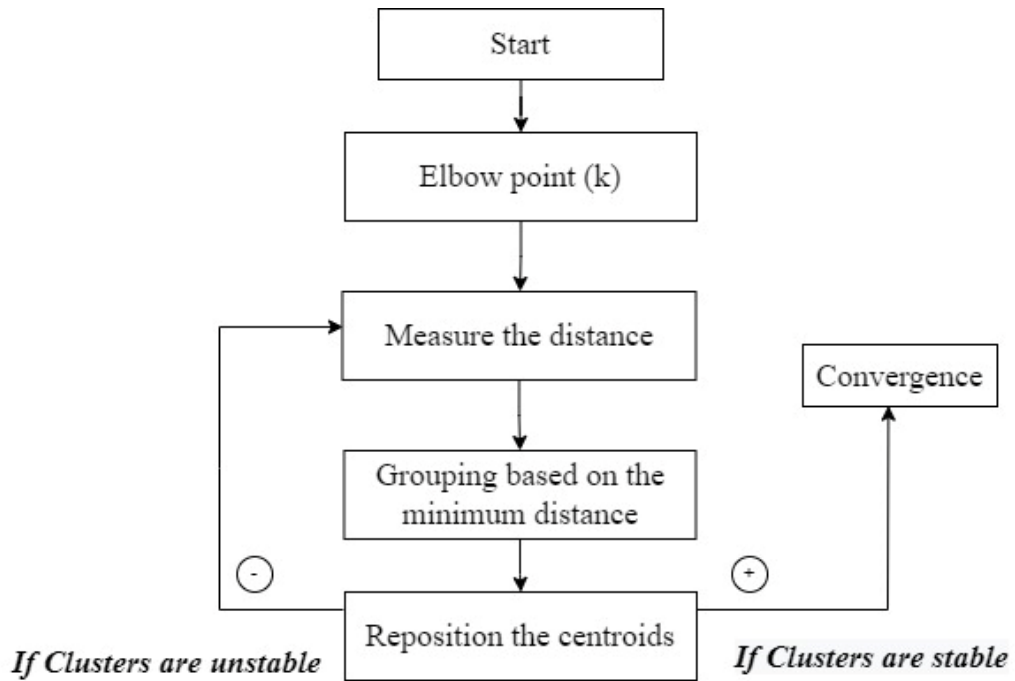 Start
Elbow point (k)
Measure the distance
Convergence
Grouping based on the
minimum distance
-
+
Reposition the centroids
If Clusters are unstable
If Clusters are stable